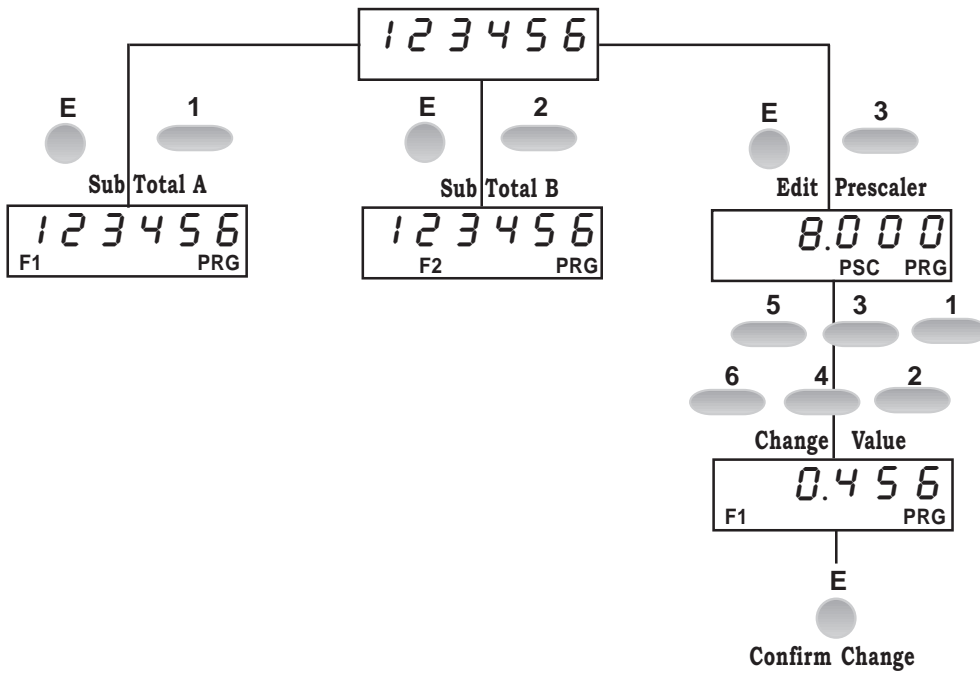 123456
E 1
E 2
E 3
Sub Total A
Sub Total B
Edit Prescaler
123456
F1 PRG
123456
F2 PRG
8.000
PSC PRG
5 3 1
6 4 2
Change Value
0.456
F1 PRG
E
Confirm Change